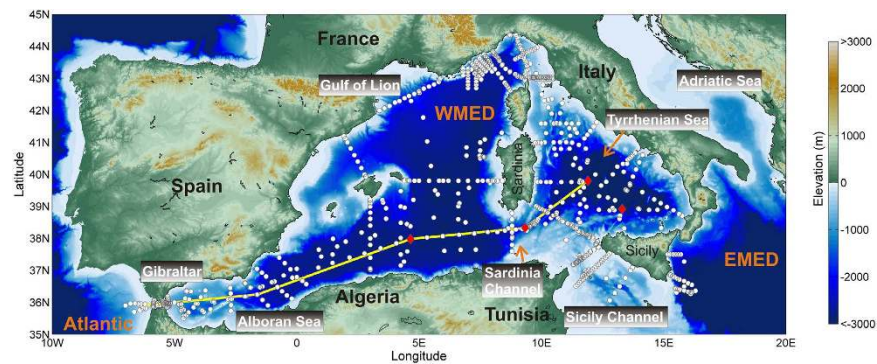 45N
44N
43N
42N
41N
40N
39N
38N
37N
36N
35N
Latitude
10W
5W
0
5E
10E
15E
20E
Longitude
France
Italy
Adriatic Sea
Gulf of Lion
WMED
Tyrrhenian Sea
Spain
Sardinia
Gibraltar
Sicily
Sardinia
Channel
EMED
Algeria
Atlantic
Alboran Sea
Tunisia
Sicily Channel
>3000
2000
1000
0
-1000
-2000
<-3000
Elevation (m)